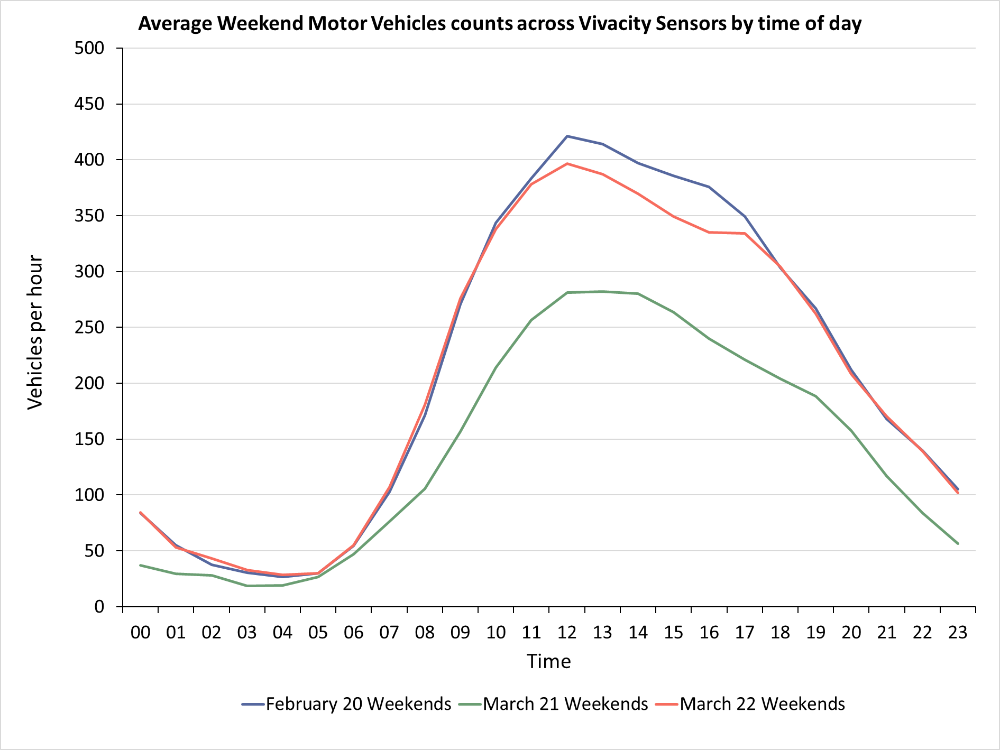 Average Weekend Motor Vehicles counts across Vivacity Sensors by time of day
500
450
400
350
300
250
200
150
100
50
0
Vehicles per hour
00 01 02 03 04 05 06 07 08 09 10 11 12 13 14 15 16 17 18 19 20 21 22 23
Time
February 20 Weekends March 21 Weekends March 22 Weekends